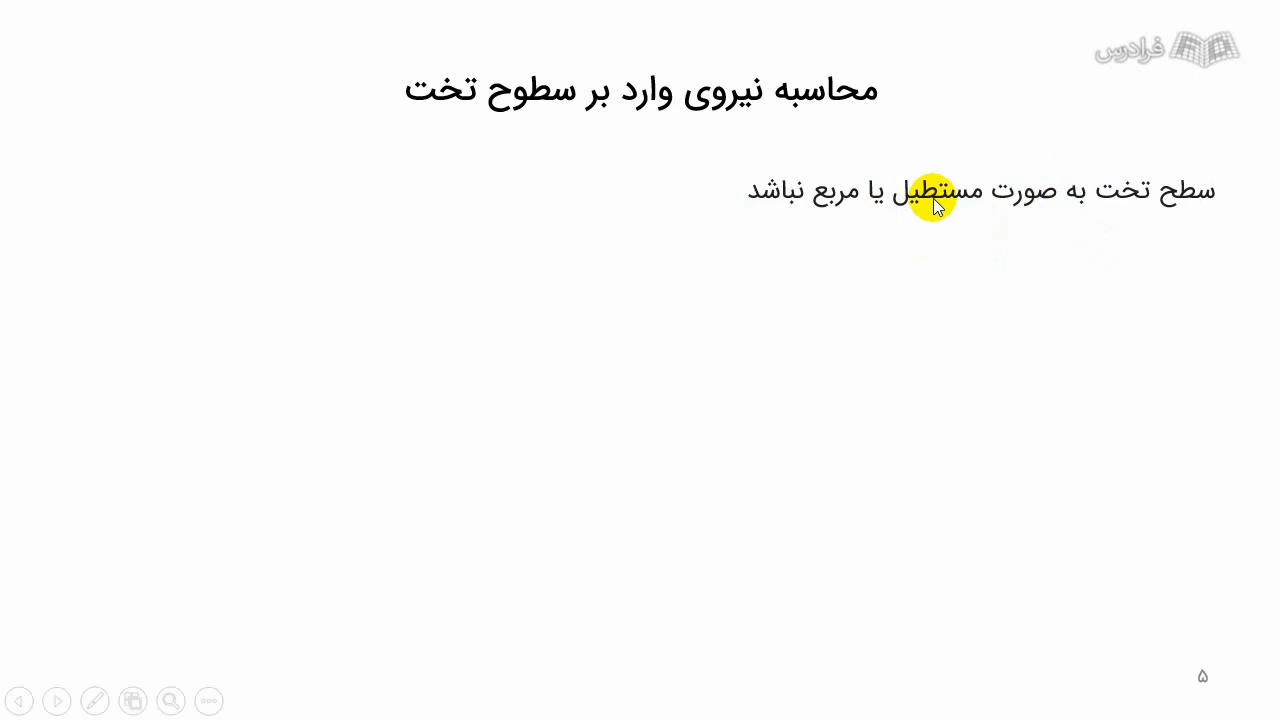 فرادرس
محاسبه نیروی وارد بر سطوح تخت
سطح تخت به صورت مستطیل یا مربع نباشد
۵